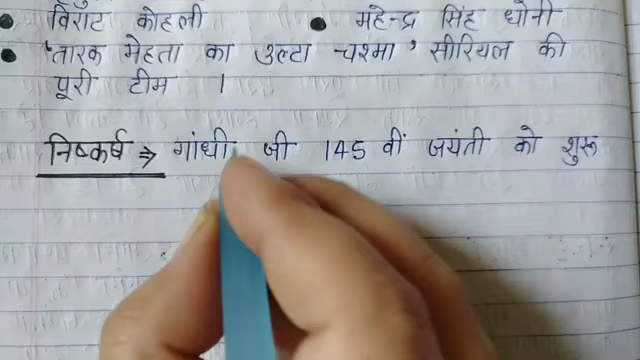 • विराट कोहली • महेन्द्र सिंह धोनी
• 'तारक मेहता का उल्टा चश्मा' सीरियल की
पूरी टीम ।
निष्कर्ष ⇒ गांधी जी 145 वीं जयंती को शुरू